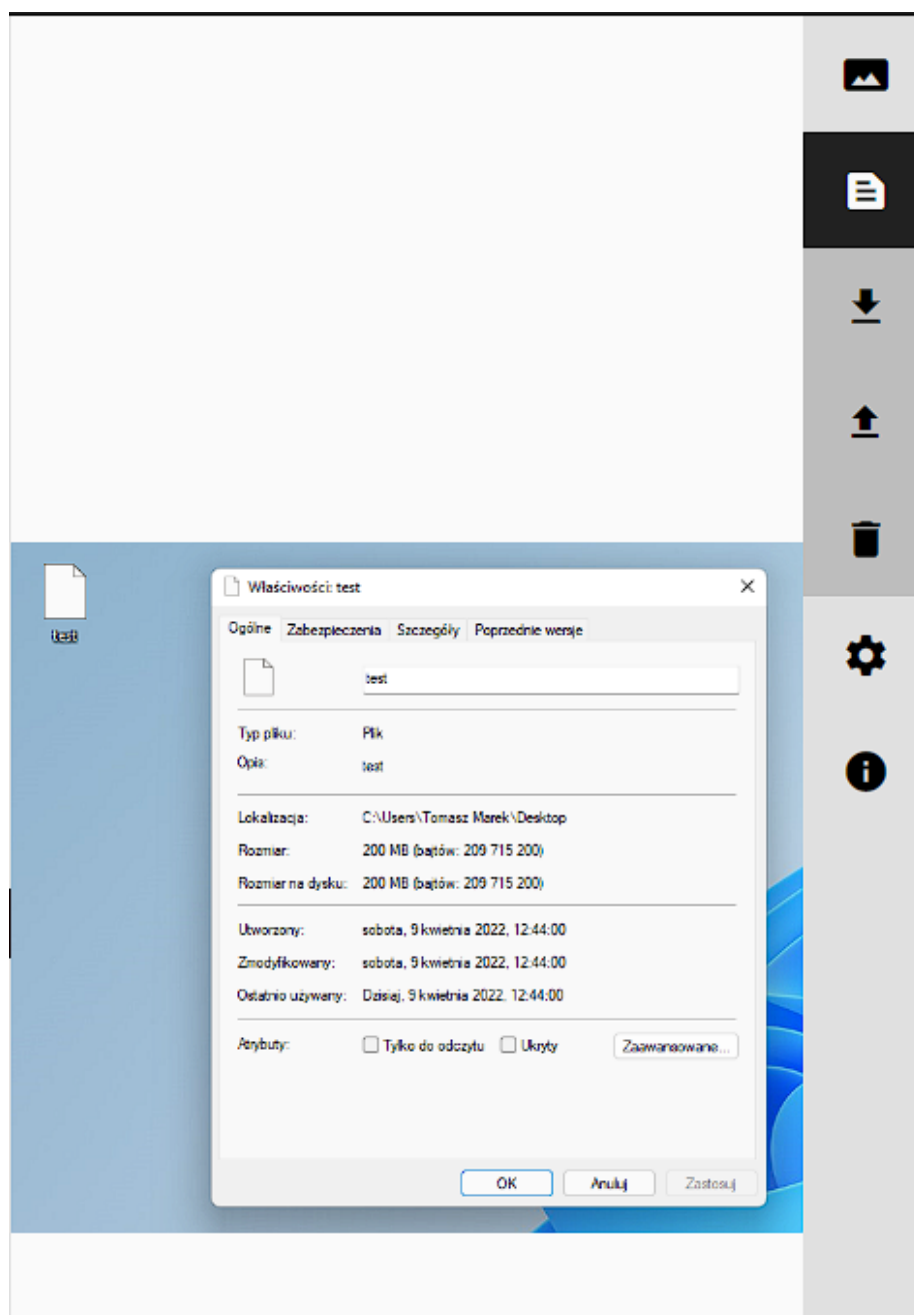 test
Właściwości: test
Ogólne Zabezpieczenia Szczegóły Poprzednie wersje
test
Typ pliku: Plik
Opis: test
Lokalizacja: C:\Users\Tomasz Marek\Desktop
Rozmiar: 200 MB (bajtów: 209 715 200)
Rozmiar na dysku: 200 MB (bajtów: 209 715 200)
Utworzony: sobota, 9 kwietnia 2022, 12:44:00
Zmodyfikowany: sobota, 9 kwietnia 2022, 12:44:00
Ostatnio używany: Dzisiaj, 9 kwietnia 2022, 12:44:00
Atrybuty: Tylko do odczytu Ukryty Zaawansowane...
OK Anuluj Zastosuj